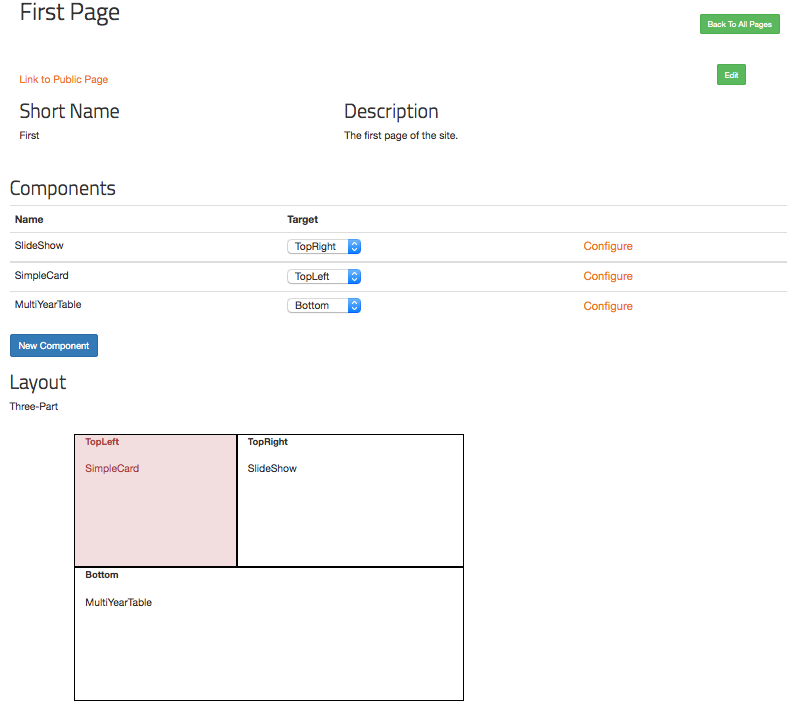 First Page
Back To All Pages
Link to Public Page
Edit
Short Name
Description
First
The first page of the site.
Components
Name Target
SlideShow TopRight Configure
SimpleCard TopLeft Configure
MultiYearTable Bottom Configure
New Component
Layout
Three-Part
TopLeft TopRight
SimpleCard SlideShow
Bottom
MultiYearTable